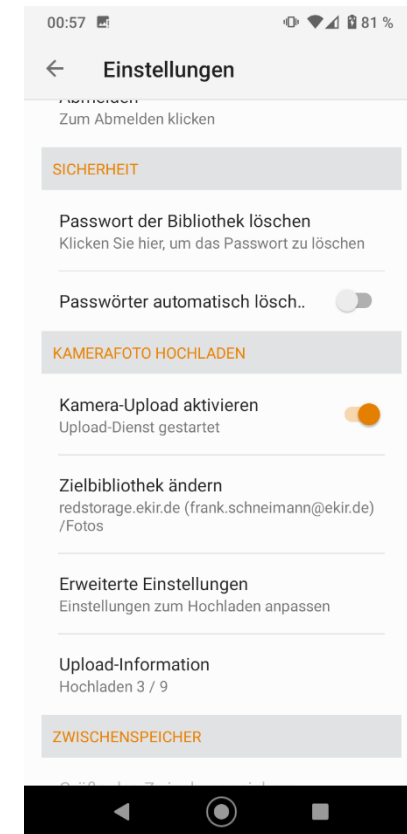 00:57 81 %
Einstellungen
Abmelden
Zum Abmelden klicken
SICHERHEIT
Passwort der Bibliothek löschen
Klicken Sie hier, um das Passwort zu löschen
Passwörter automatisch lösch..
KAMERAFOTO HOCHLADEN
Kamera-Upload aktivieren
Upload-Dienst gestartet
Zielbibliothek ändern
redstorage.ekir.de (frank.schneimann@ekir.de)
/Fotos
Erweiterte Einstellungen
Einstellungen zum Hochladen anpassen
Upload-Information
Hochladen 3 / 9
ZWISCHENSPEICHER